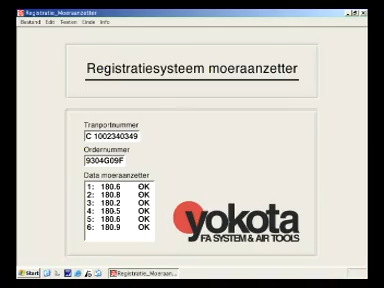 Registratie_Moeraanzetter
Bestand Edit Testen Einde Info
Registratiesysteem moeraanzetter
Tranportnummer
C 1002340349
Ordernummer
9304G09F
Data moeraanzetter
1: 180.6 OK
2: 180.8 OK
3: 180.2 OK
4: 180.5 OK
5: 180.6 OK
6: 180.9 OK
yokota
FA SYSTEM & AIR TOOLS
Start
Registratie_Moeraan...